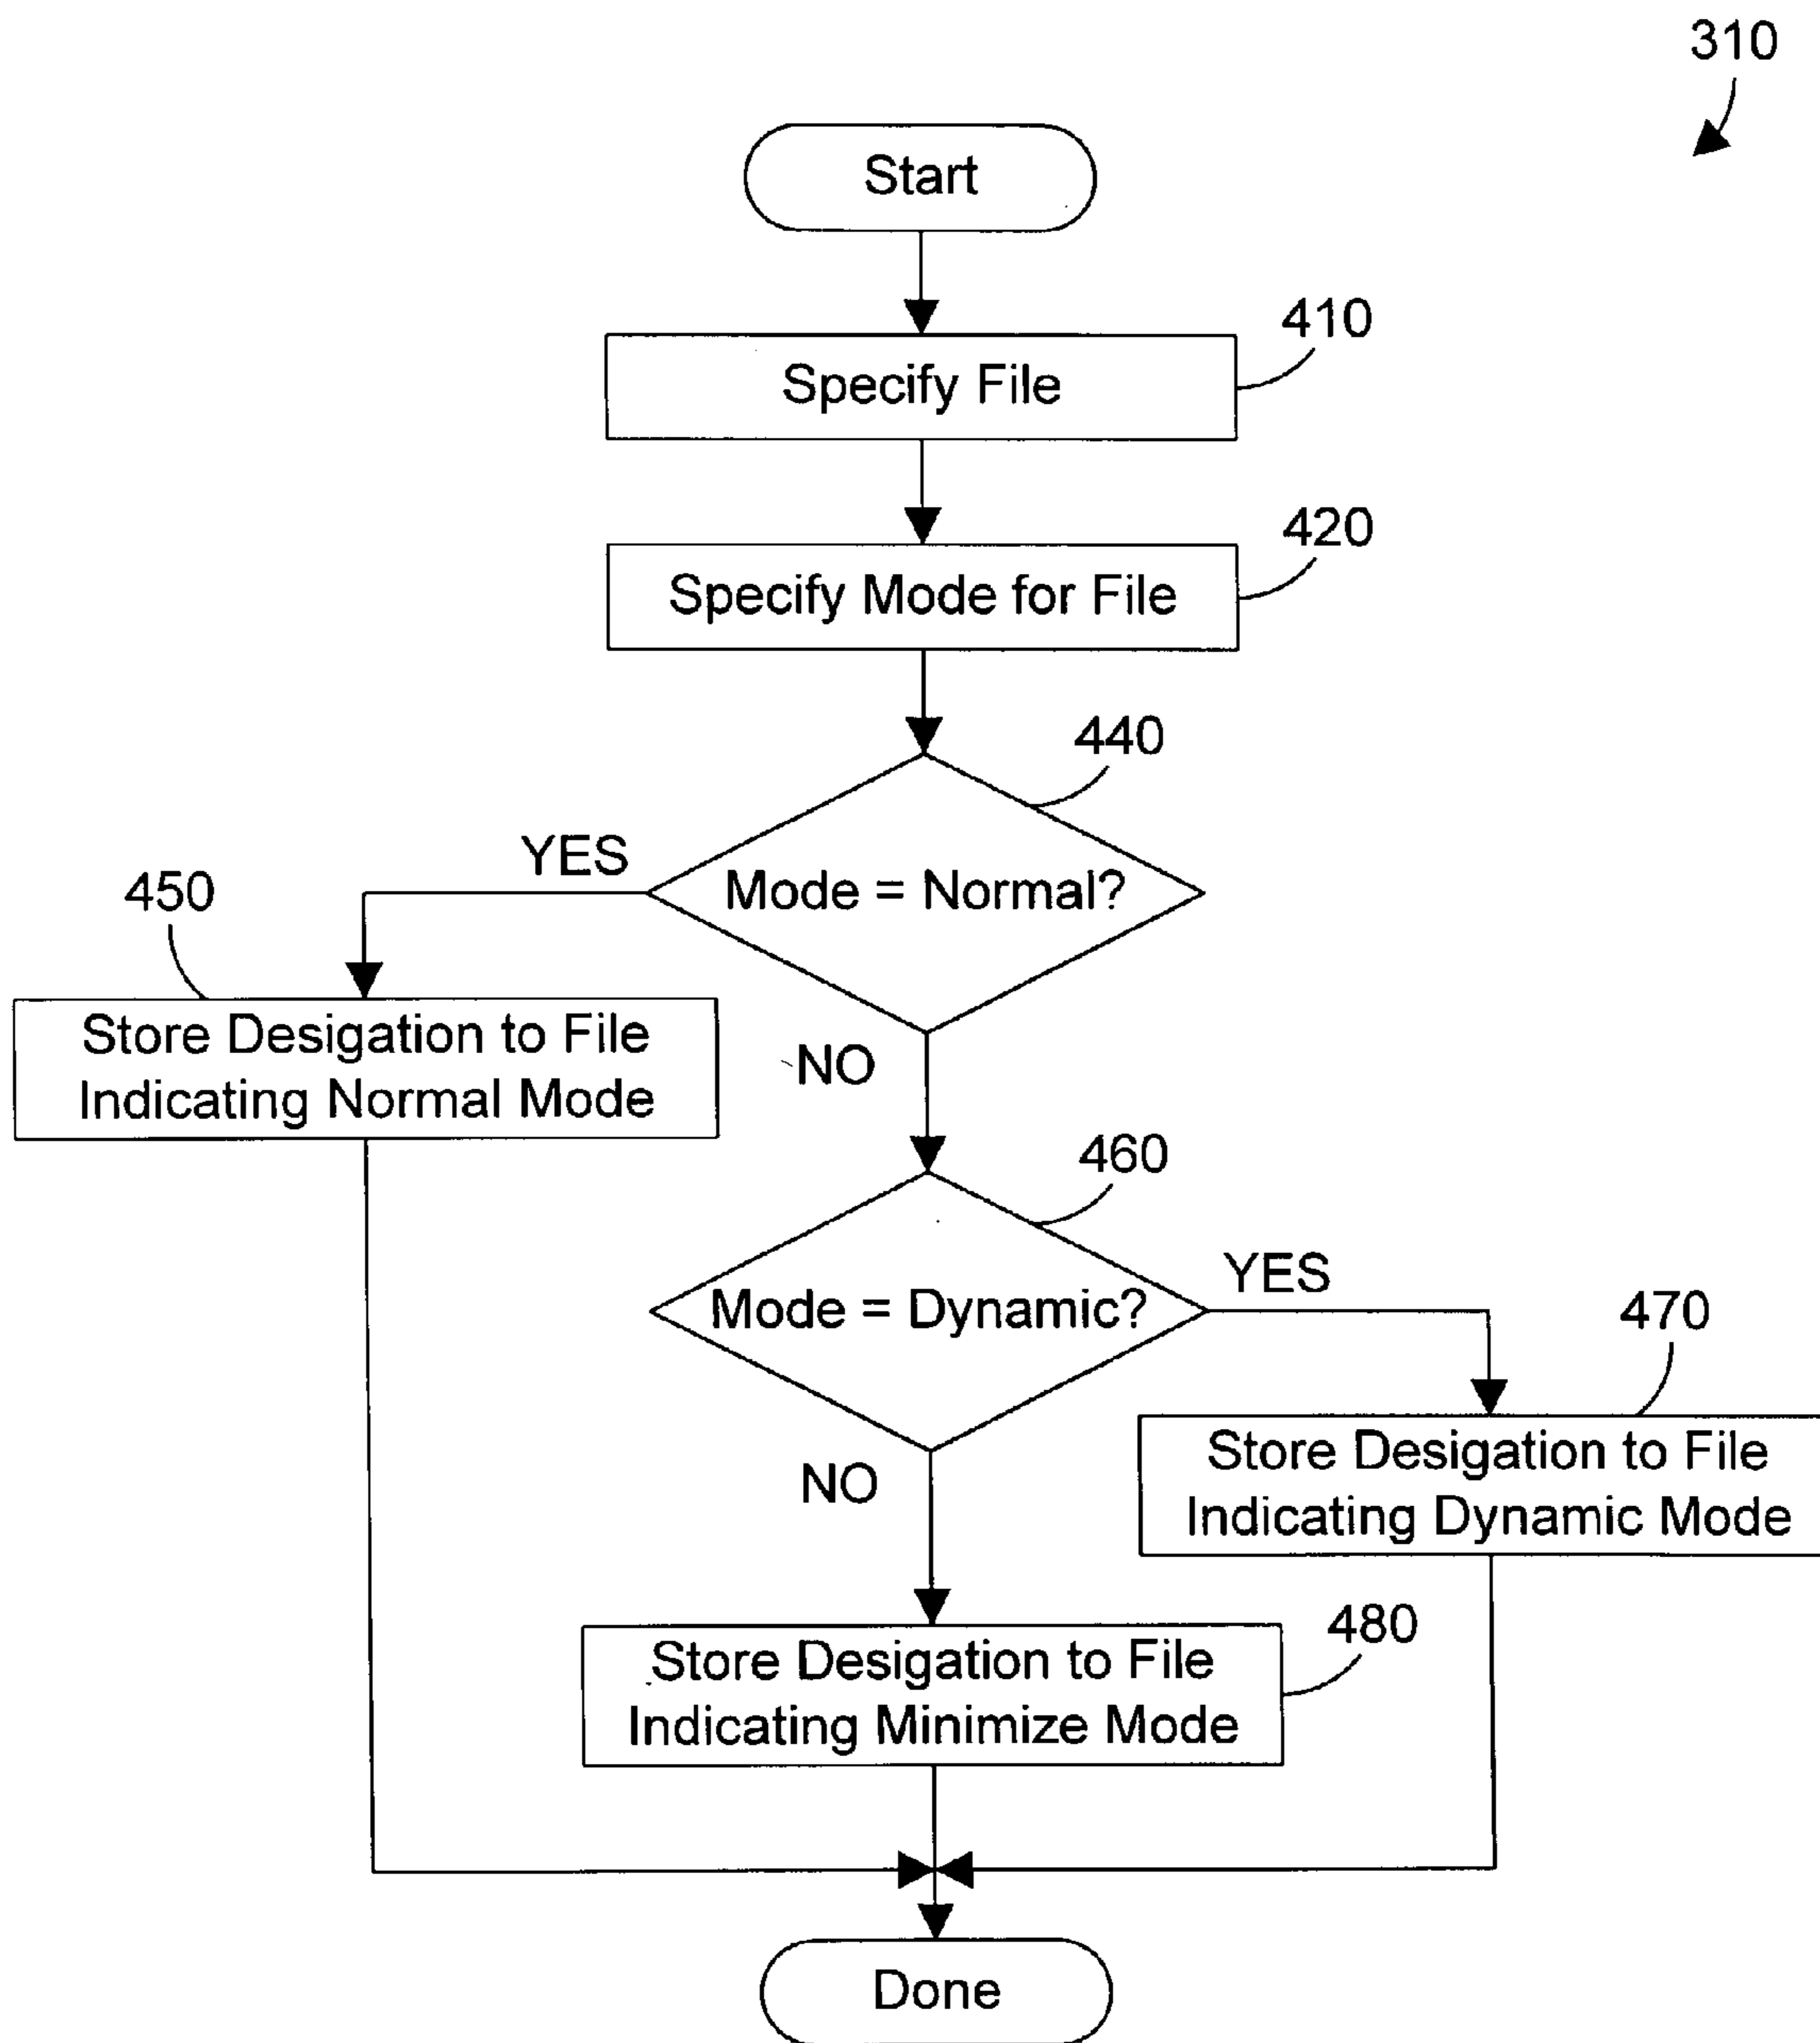 310
Start
410
Specify File
420
Specify Mode for File
440
Mode = Normal?
YES
450
Store Desigation to File
Indicating Normal Mode
NO
460
Mode = Dynamic?
YES
470
Store Desigation to File
Indicating Dynamic Mode
NO
480
Store Desigation to File
Indicating Minimize Mode
Done